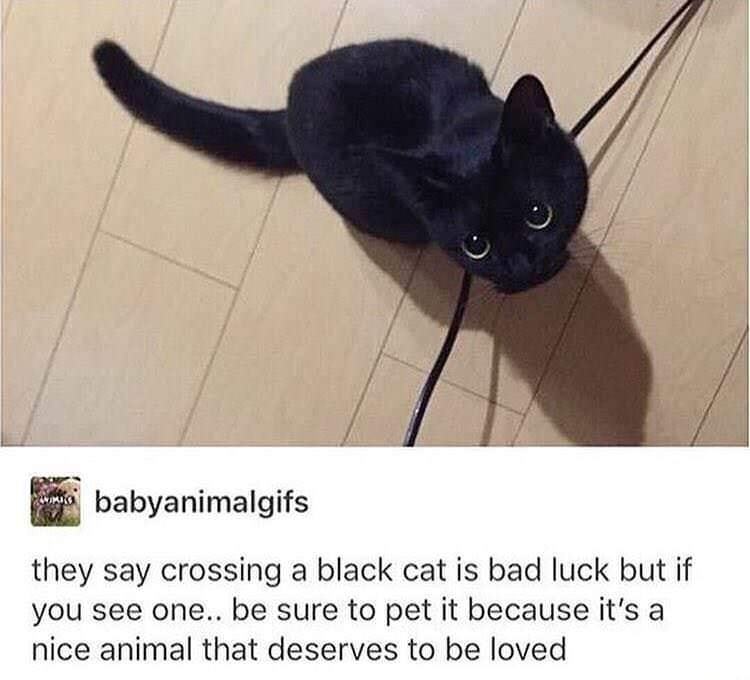 babyanimalgifs
they say crossing a black cat is bad luck but if
you see one.. be sure to pet it because it's a
nice animal that deserves to be loved